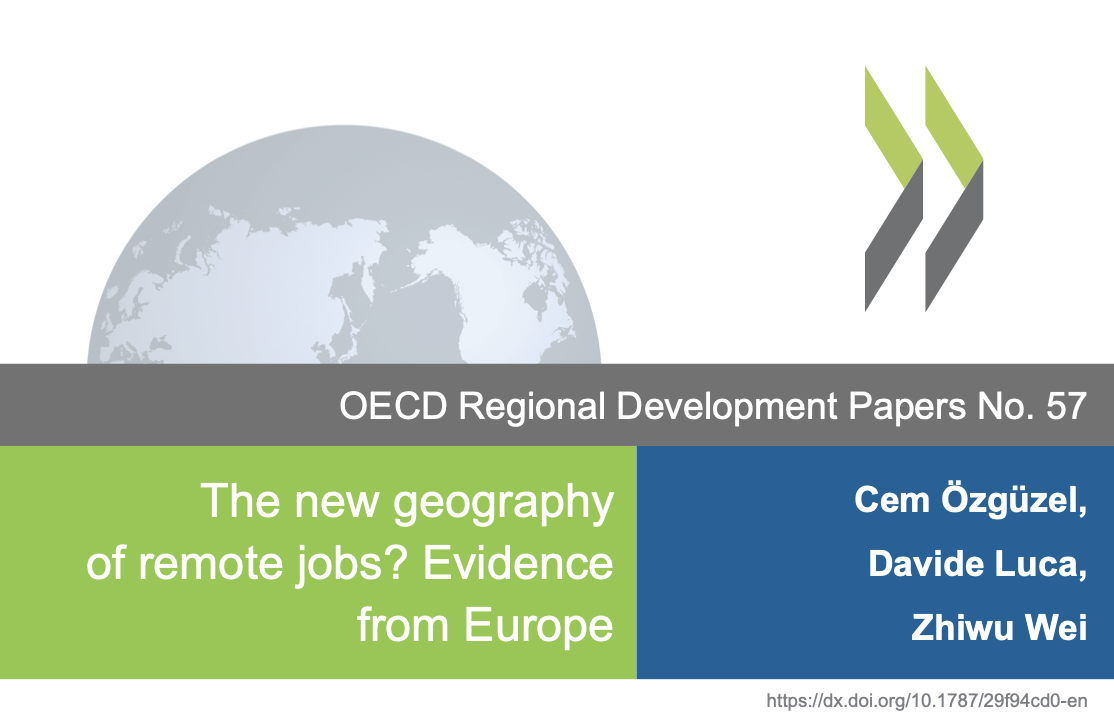 OECD Regional Development Papers No. 57
The new geography
of remote jobs? Evidence
from Europe
Cem Özgüzel,
Davide Luca,
Zhiwu Wei
https://dx.doi.org/10.1787/29f94cd0-en